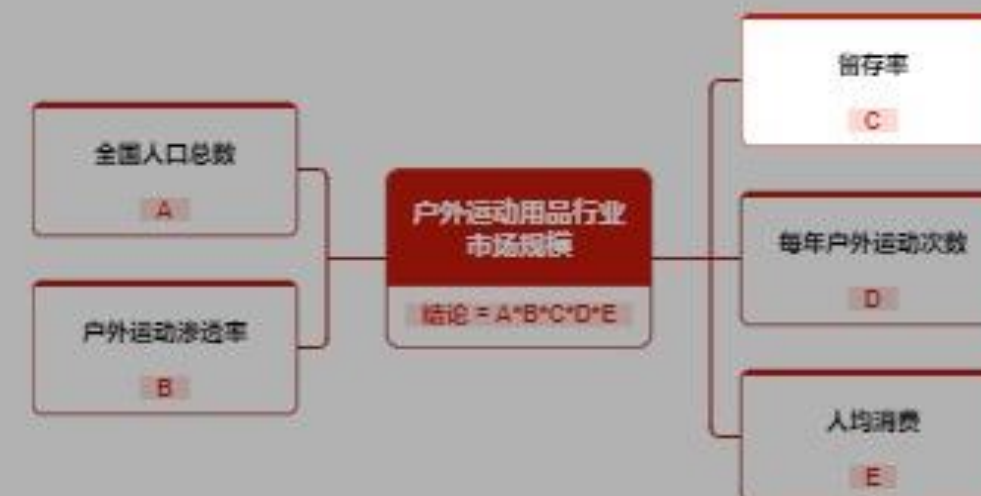 全国人口总数
A
户外运动渗透率
B
户外运动用品行业
市场规模
结论 = A*B*C*D*E
留存率
C
每年户外运动次数
D
人均消费
E